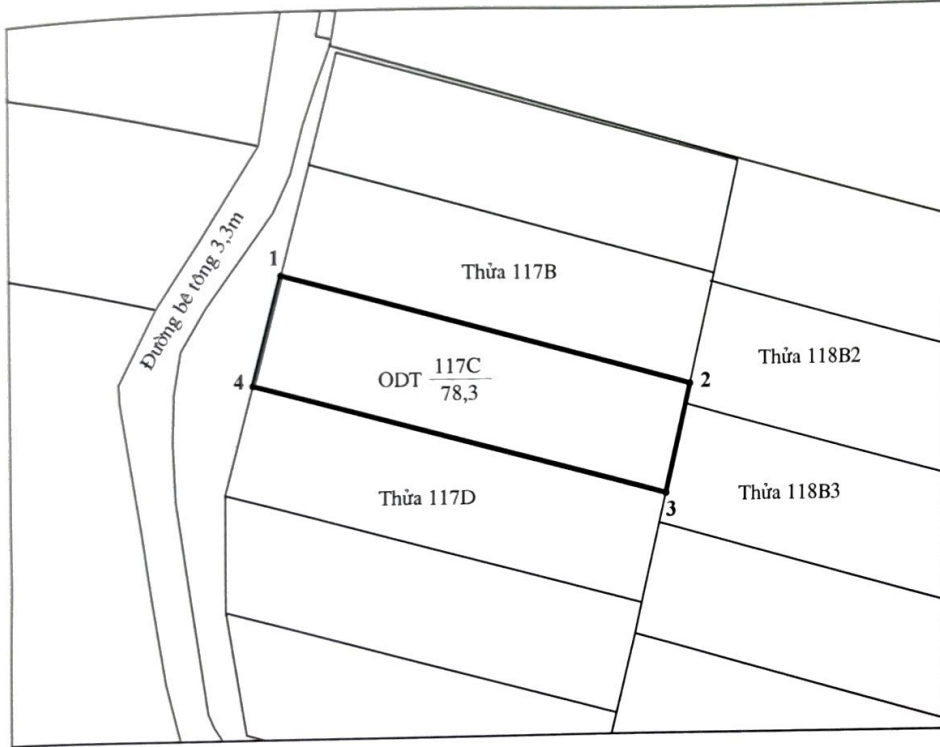 Đường bê tông 3,3m
1
Thửa 117B
Thửa 118B2
2
ODT 117C
78,3
4
Thửa 117D
Thửa 118B3
3